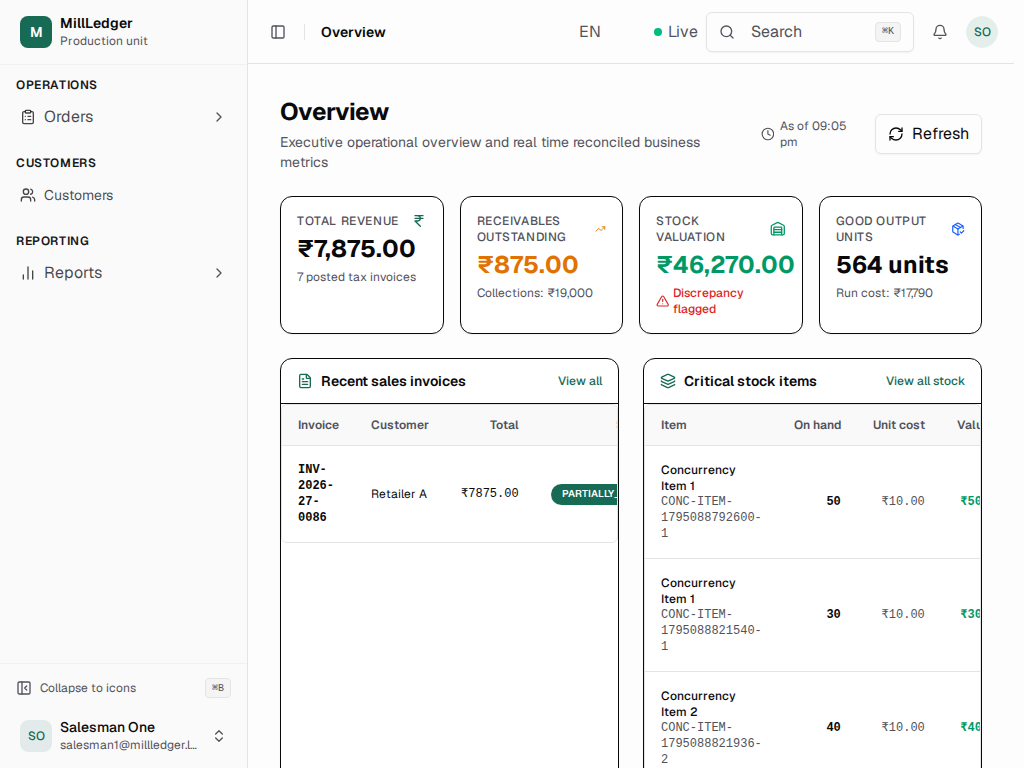 M
MillLedger
Production unit
OPERATIONS
Orders
CUSTOMERS
Customers
REPORTING
Reports
Collapse to icons
⌘B
SO
Salesman One
salesman1@millledger.l...
Overview
EN
Live
Search
⌘K
SO
Overview
Executive operational overview and real time reconciled business
metrics
As of 09:05
pm
Refresh
TOTAL REVENUE
₹7,875.00
7 posted tax invoices
RECEIVABLES
OUTSTANDING
₹875.00
Collections: ₹19,000
STOCK
VALUATION
₹46,270.00
Discrepancy
flagged
GOOD OUTPUT
UNITS
564 units
Run cost: ₹17,790
Recent sales invoices
View all
Invoice Customer Total
INV-
2026-
27-
0086
Retailer A
₹7875.00
PARTIALLY_
Critical stock items
View all stock
Item On hand Unit cost Valu
Concurrency
Item 1
CONC-ITEM-
1795088792600-
1
50
₹10.00
₹50
Concurrency
Item 1
CONC-ITEM-
1795088821540-
1
30
₹10.00
₹30
Concurrency
Item 2
CONC-ITEM-
1795088821936-
2
40
₹10.00
₹40